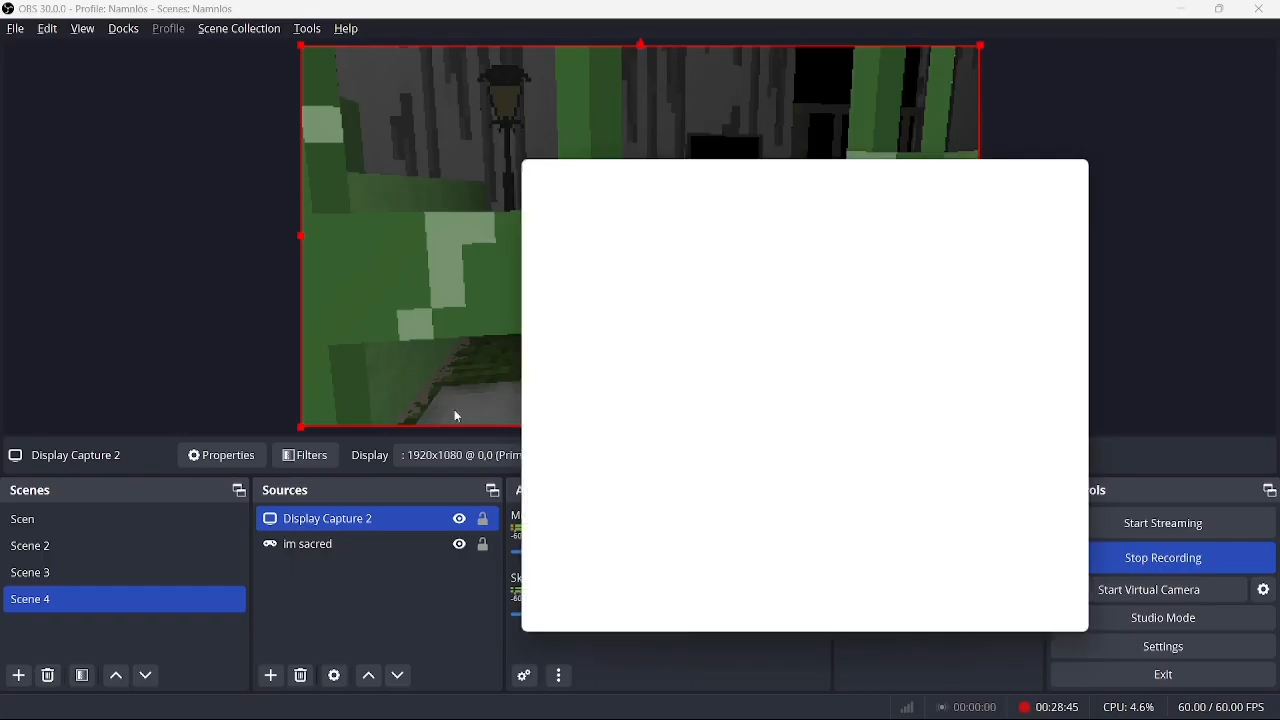 OBS 30.0.0 - Profile: Namnlös - Scenes: Namnlös
File Edit View Docks Profile Scene Collection Tools Help
Display Capture 2 Properties Filters Display : 1920x1080 @ 0,0 (Prim
Scenes Sources
Scen
Scene 2
Scene 3
Scene 4
Display Capture 2
im sacred
-60
-60
ols
Start Streaming
Stop Recording
Start Virtual Camera
Studio Mode
Settings
Exit
00:00:00 00:28:45 CPU: 4.6% 60.00 / 60.00 FPS